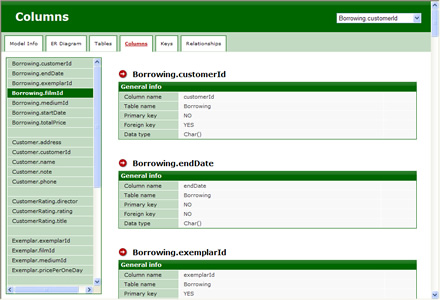 Columns
Borrowing.customerId
Model Info
ER Diagram
Tables
Columns
Keys
Relationships
Borrowing.customerId
Borrowing.endDate
Borrowing.exemplarId
Borrowing.filmId
Borrowing.mediumId
Borrowing.startDate
Borrowing.totalPrice
Customer.address
Customer.customerId
Customer.name
Customer.note
Customer.phone
CustomerRating.director
CustomerRating.rating
CustomerRating.title
Exemplar.exemplarId
Exemplar.filmId
Exemplar.mediumId
Exemplar.pricePerOneDay
Borrowing.customerId
General info
Column name customerId
Table name Borrowing
Primary key NO
Foreign key YES
Data type Char()
Borrowing.endDate
General info
Column name endDate
Table name Borrowing
Primary key NO
Foreign key NO
Data type Char()
Borrowing.exemplarId
General info
Column name exemplarId
Table name Borrowing
Primary key NO
Foreign key YES